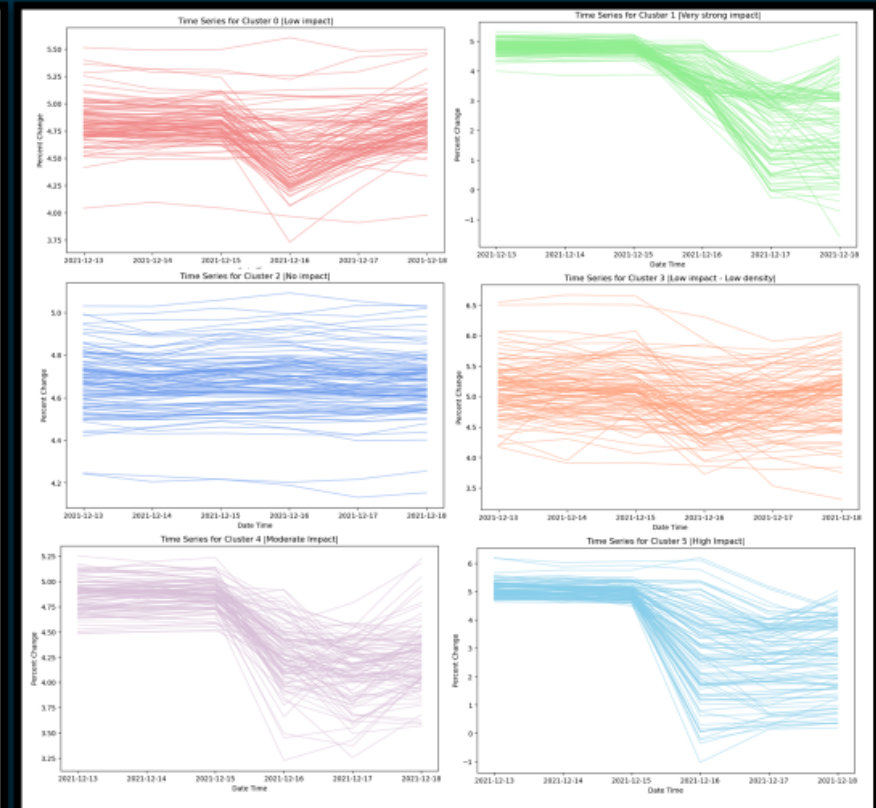 Time Series for Cluster 0 |Low impact|
Percent Change
5.50
5.25
5.00
4.75
4.50
4.25
4.00
3.75
2021-12-13 2021-12-14 2021-12-15 2021-12-16 2021-12-17 2021-12-18
Time Series for Cluster 1 |Very strong impact|
Percent Change
5
4
3
2
1
0
−1
2021-12-13 2021-12-14 2021-12-15 2021-12-16 2021-12-17 2021-12-18
Date Time
Time Series for Cluster 2 |No impact|
Percent Change
5.0
4.8
4.6
4.4
4.2
2021-12-13 2021-12-14 2021-12-15 2021-12-16 2021-12-17 2021-12-18
Date Time
Time Series for Cluster 3 |Low impact - Low density|
Percent Change
6.5
6.0
5.5
5.0
4.5
4.0
3.5
2021-12-13 2021-12-14 2021-12-15 2021-12-16 2021-12-17 2021-12-18
Date Time
Time Series for Cluster 4 |Moderate Impact|
Percent Change
5.25
5.00
4.75
4.50
4.25
4.00
3.75
3.50
3.25
2021-12-13 2021-12-14 2021-12-15 2021-12-16 2021-12-17 2021-12-18
Date Time
Time Series for Cluster 5 |High Impact|
Percent Change
6
5
4
3
2
1
0
−1
2021-12-13 2021-12-14 2021-12-15 2021-12-16 2021-12-17 2021-12-18
Date Time